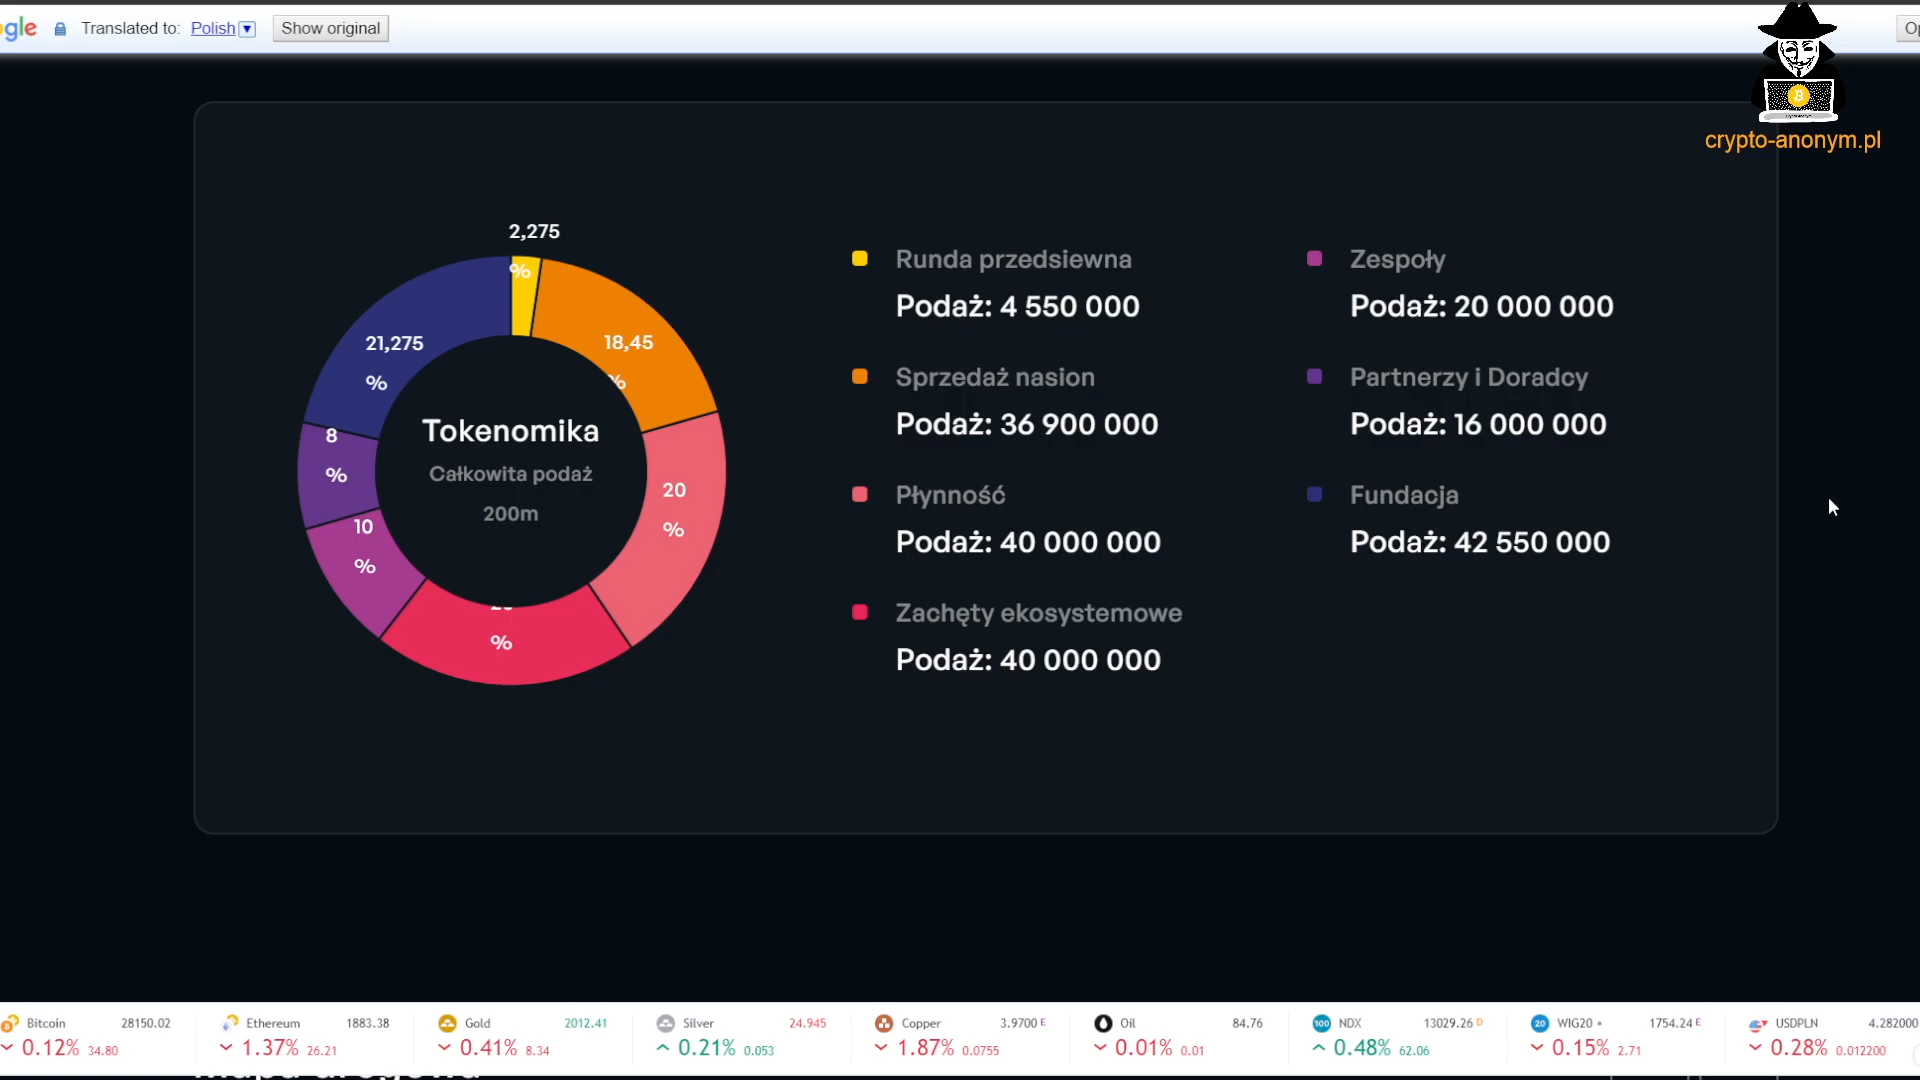 Translated to: Polish Show original
crypto-anonym.pl
2,275
%
18,45
%
20
%
%
10
%
8
%
21,275
%
Tokenomika
Całkowita podaż
200m
Runda przedsiewna
Podaż: 4 550 000
Sprzedaż nasion
Podaż: 36 900 000
Płynność
Podaż: 40 000 000
Zachęty ekosystemowe
Podaż: 40 000 000
Zespoły
Podaż: 20 000 000
Partnerzy i Doradcy
Podaż: 16 000 000
Fundacja
Podaż: 42 550 000
Bitcoin 28150.02
0.12% 34.80
Ethereum 1883.38
1.37% 26.21
Gold 2012.41
0.41% 8.34
Silver 24.945
0.21% 0.053
Copper 3.9700 E
1.87% 0.0755
Oil 84.76
0.01% 0.01
100 NDX 13029.26 D
0.48% 62.06
20 WIG20 1754.24 E
0.15% 2.71
USDPLN 4.282000
0.28% 0.012200